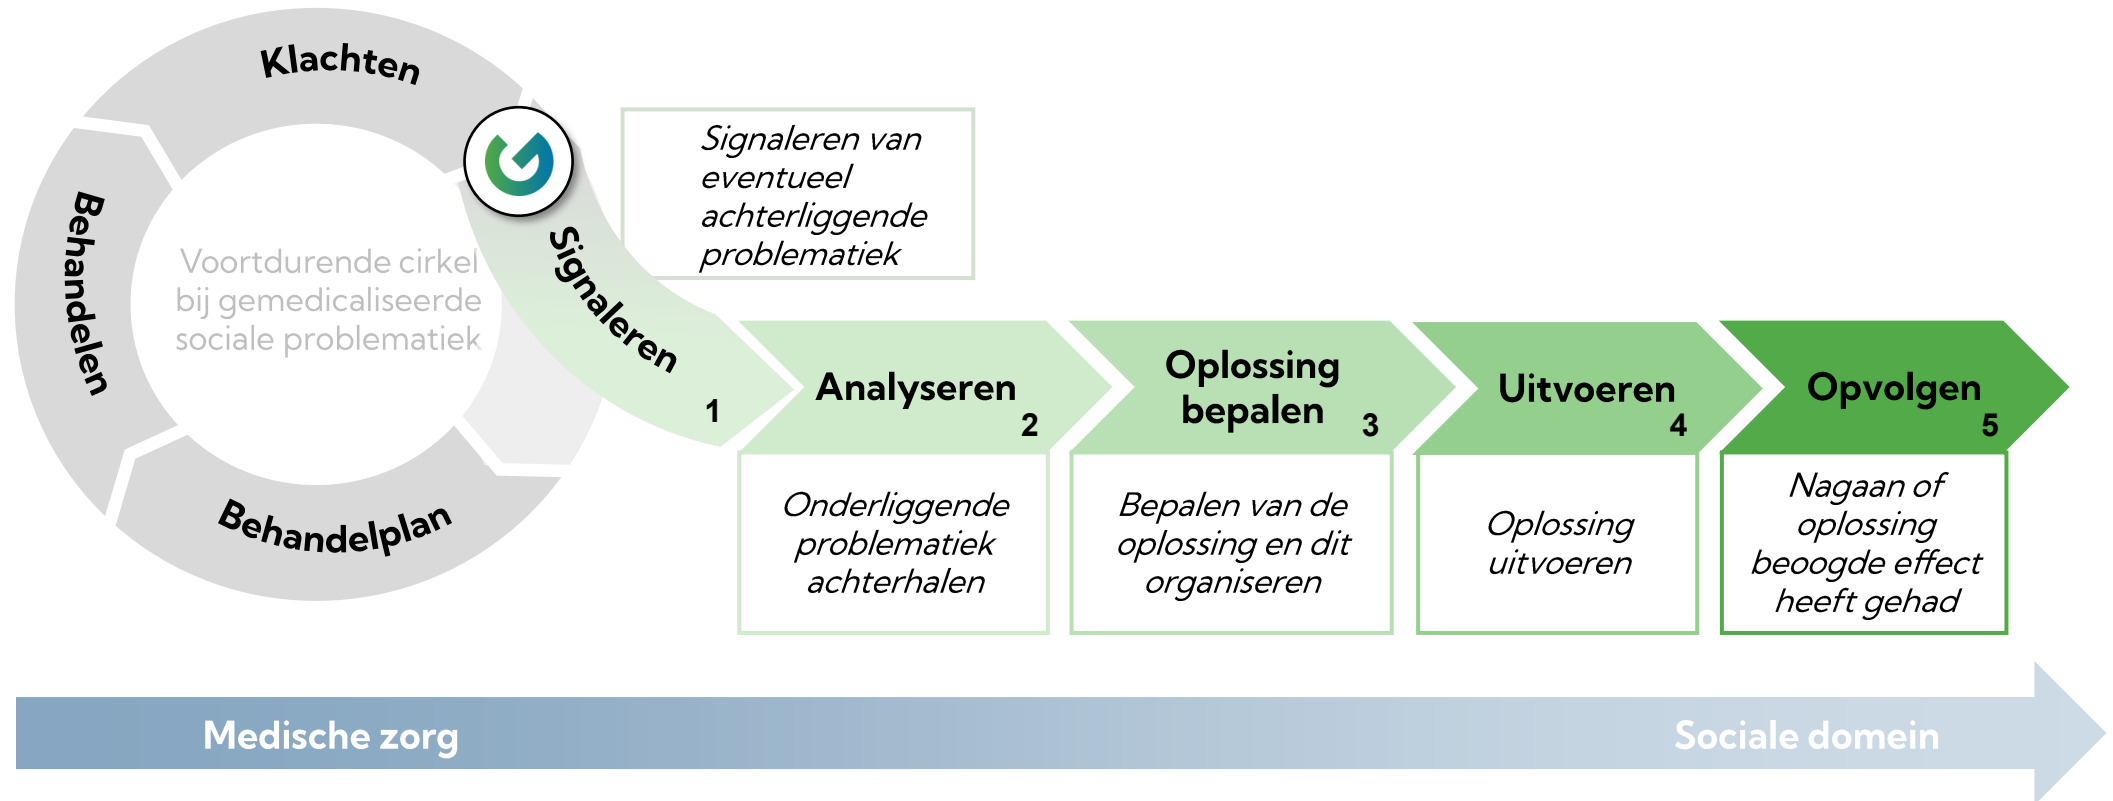 Klachten
Behandelen
Behandelplan
Voortdurende cirkel
bij gemedicaliseerde
sociale problematiek
Signaleren
1
Signaleren van
eventueel
achterliggende
problematiek
Analyseren
2
Onderliggende
problematiek
achterhalen
Oplossing
bepalen
3
Bepalen van de
oplossing en dit
organiseren
Uitvoeren
4
Oplossing
uitvoeren
Opvolgen
5
Nagaan of
oplossing
beoogde effect
heeft gehad
Medische zorg
Sociale domein